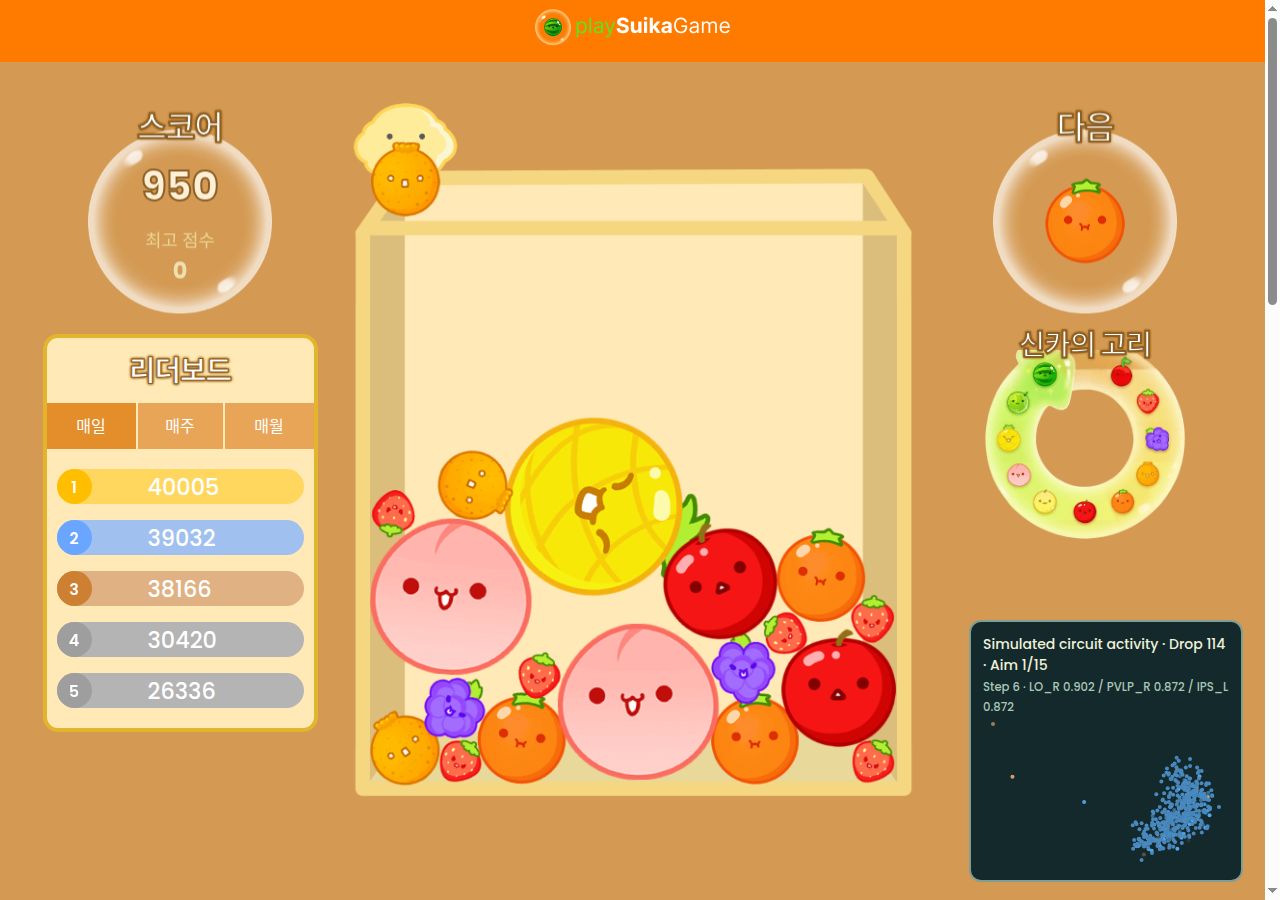 playSuikaGame
스코어
950
최고 점수
0
다음
신카의 고리
리더보드
매일 매주 매월
1 40005
2 39032
3 38166
4 30420
5 26336
Simulated circuit activity · Drop 114
· Aim 1/15
Step 6 · LO_R 0.902 / PVLP_R 0.872 / IPS_L
0.872